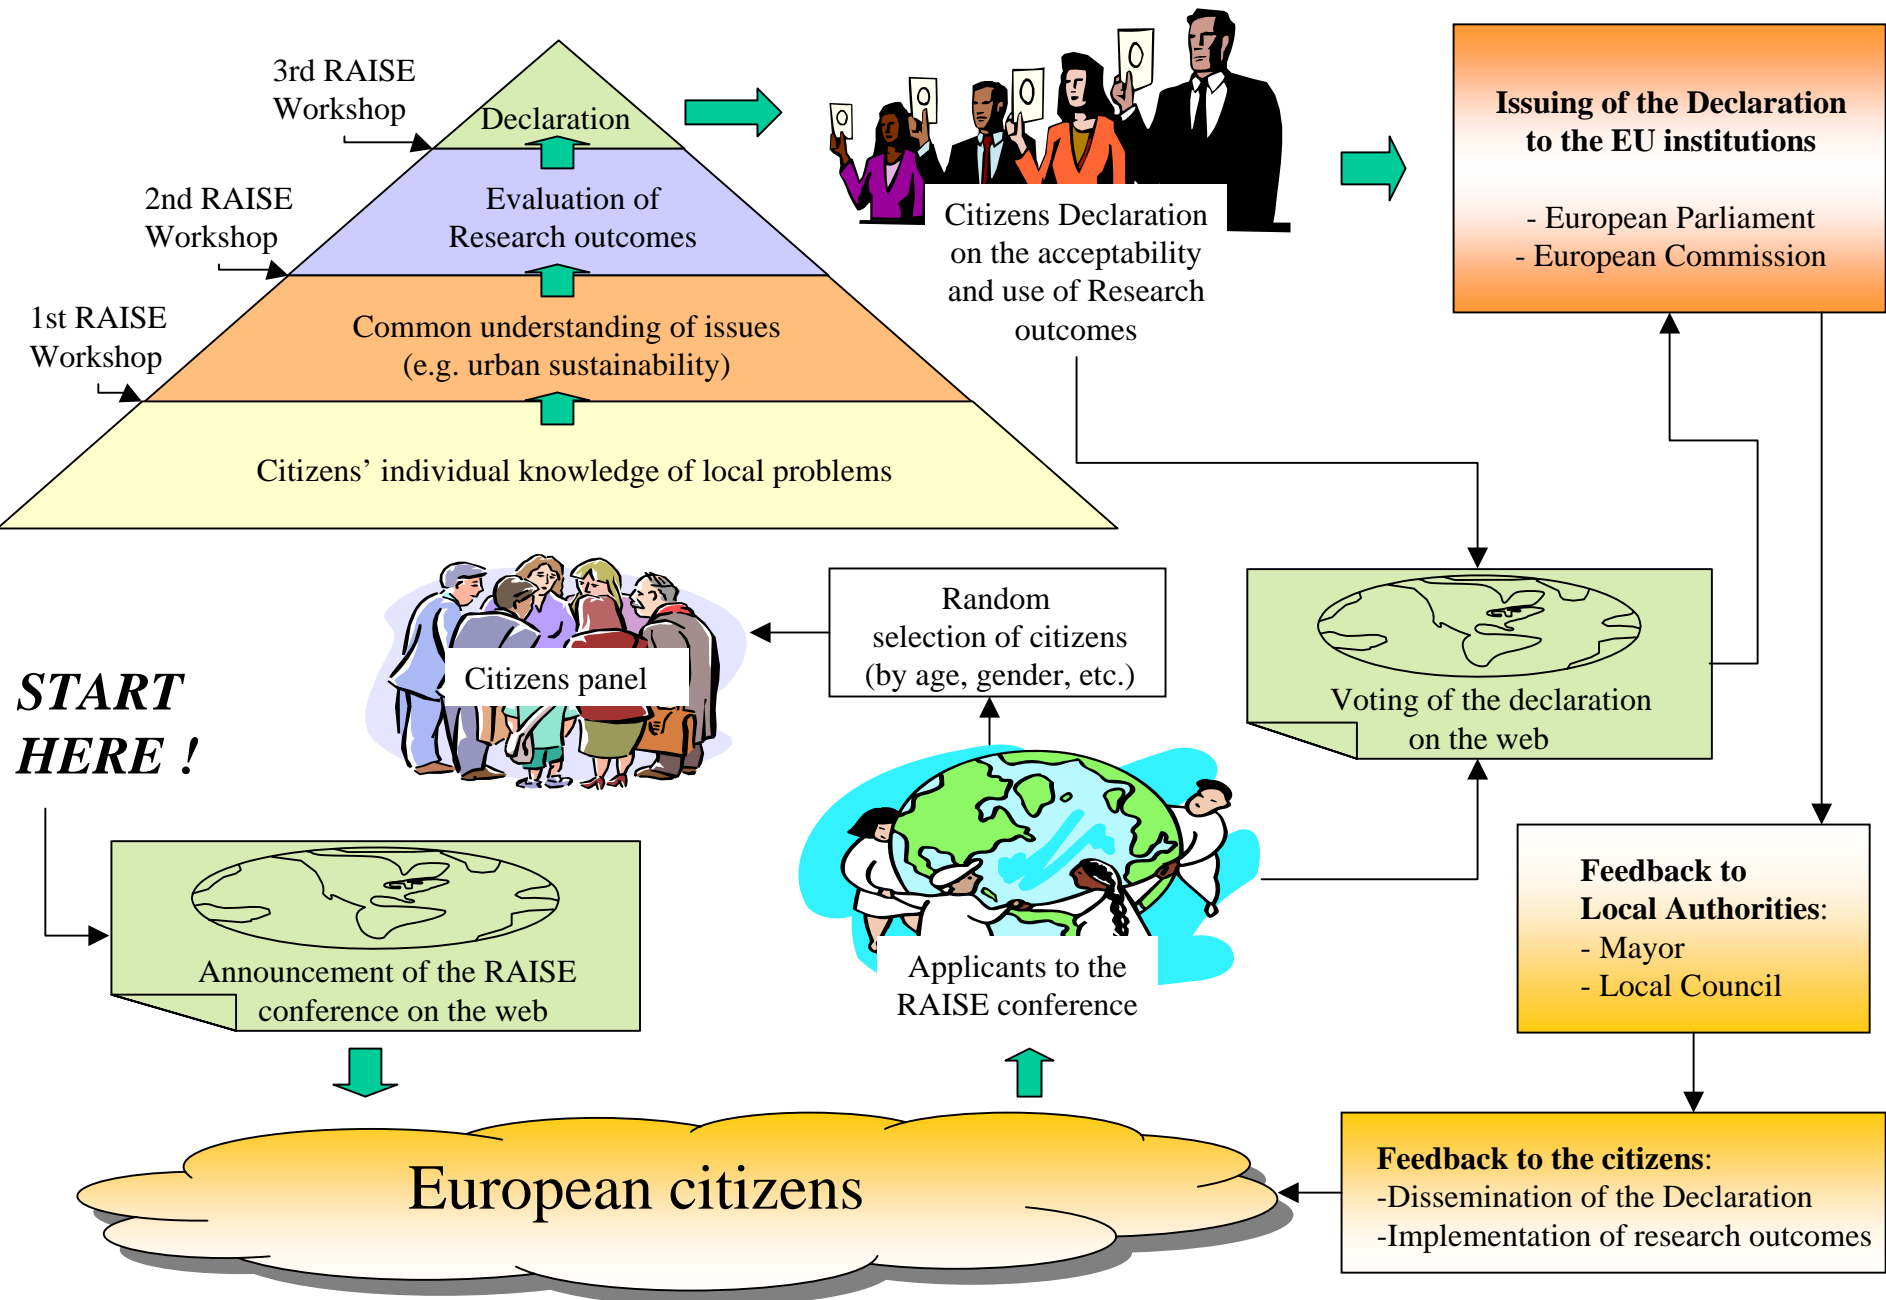 3rd RAISE
Workshop
Declaration
2nd RAISE
Workshop
Evaluation of
Research outcomes
1st RAISE
Workshop
Common understanding of issues
(e.g. urban sustainability)
Citizens’ individual knowledge of local problems
Citizens Declaration
on the acceptability
and use of Research
outcomes
Issuing of the Declaration
to the EU institutions
- European Parliament
- European Commission
START
HERE !
Citizens panel
Random
selection of citizens
(by age, gender, etc.)
Voting of the declaration
on the web
Announcement of the RAISE
conference on the web
Applicants to the
RAISE conference
Feedback to
Local Authorities:
- Mayor
- Local Council
European citizens
Feedback to the citizens:
-Dissemination of the Declaration
-Implementation of research outcomes